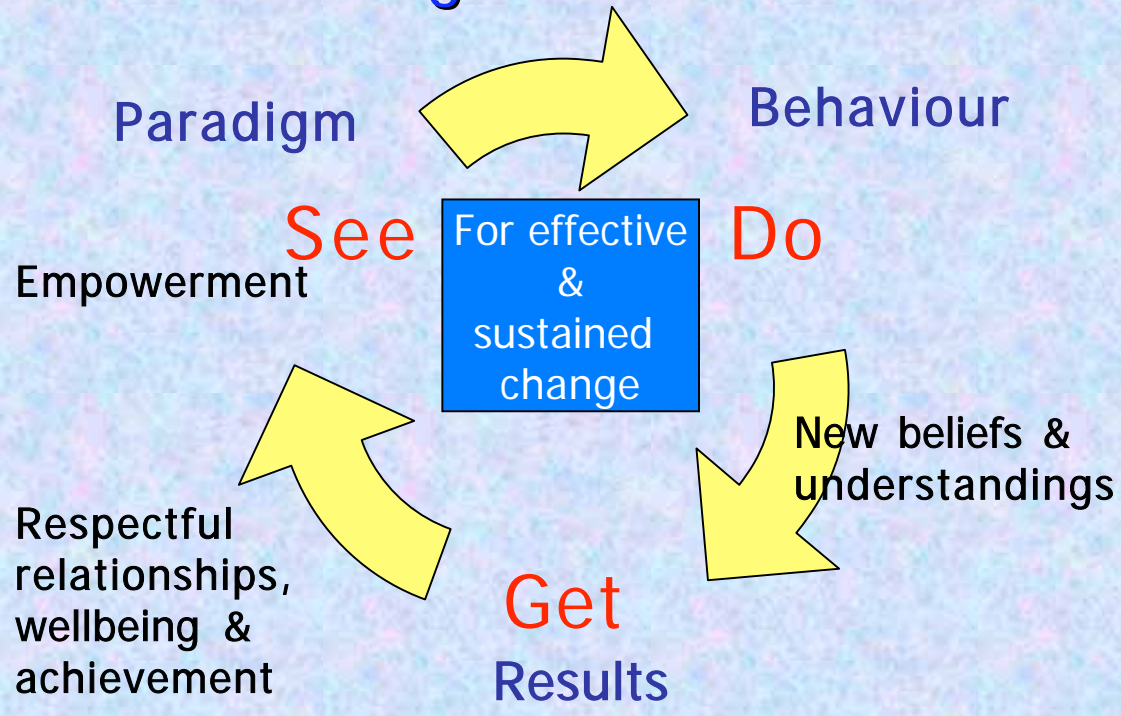 Paradigm
Behaviour
See
Do
For effective
&
sustained
change
Empowerment
New beliefs &
understandings
Respectful
relationships,
wellbeing &
achievement
Get
Results